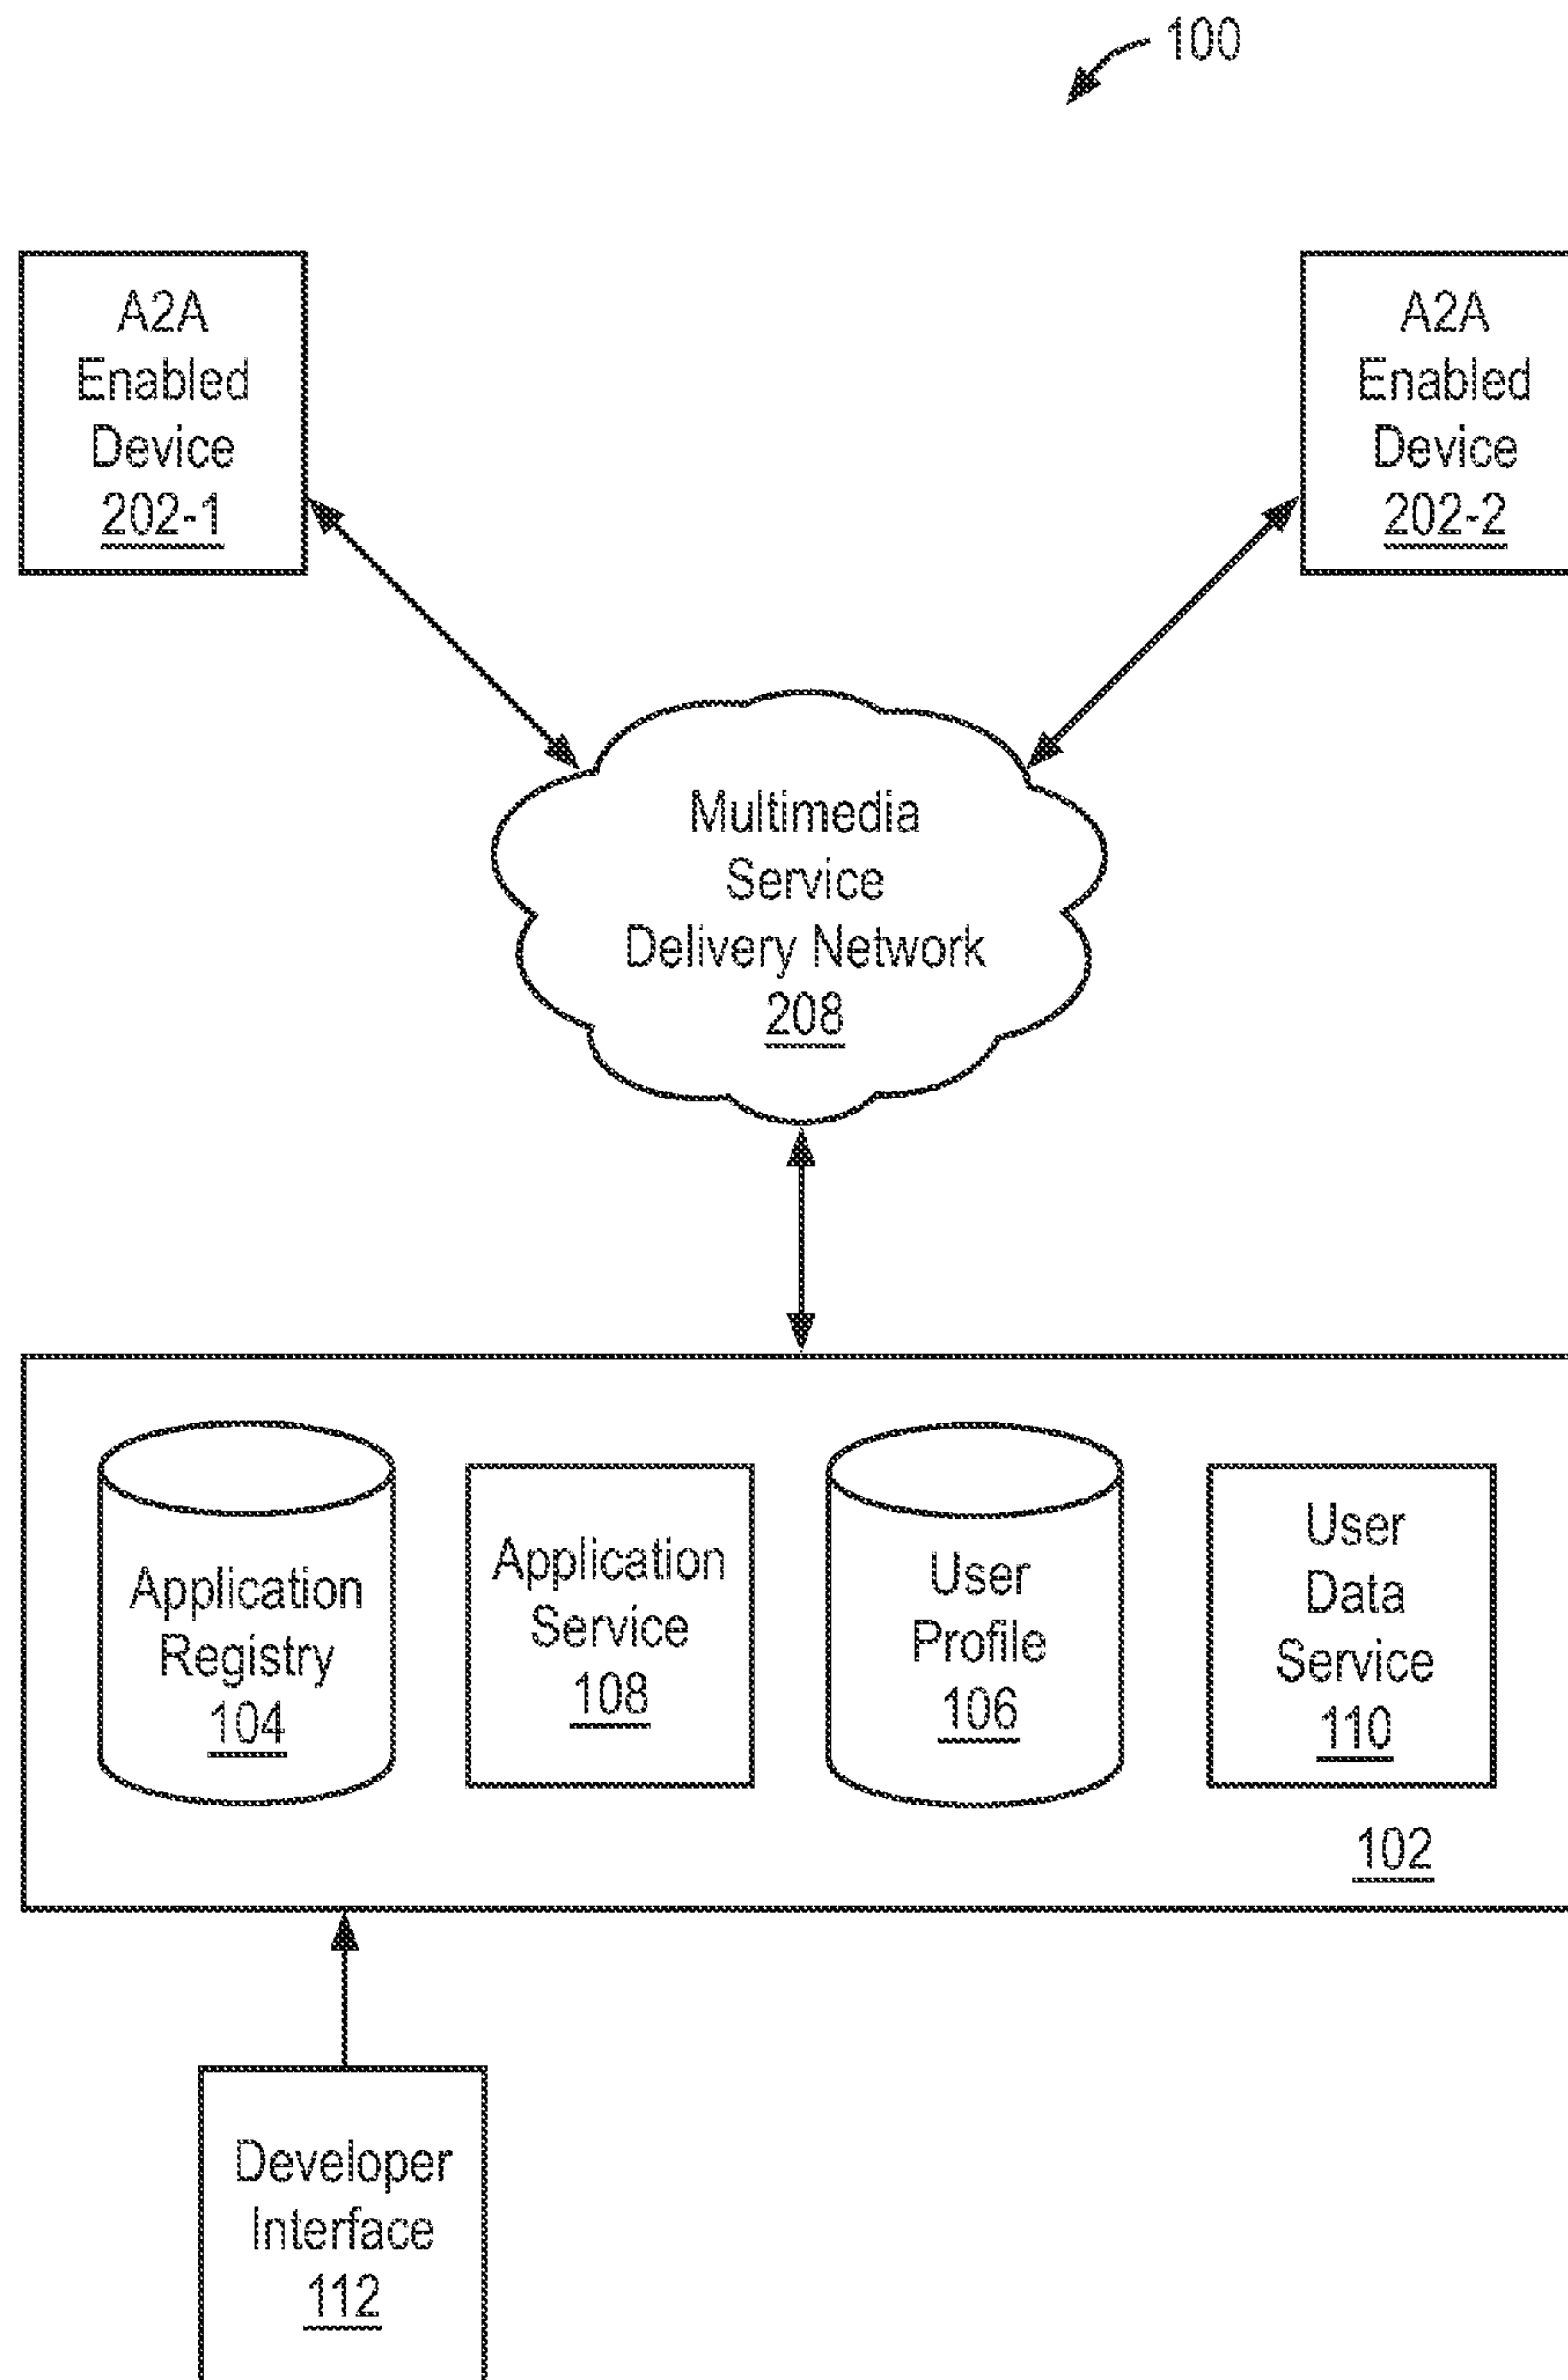 100
A2A
Enabled
Device
202-1
A2A
Enabled
Device
202-2
Multimedia
Service
Delivery Network
208
Application
Registry
104
Application
Service
108
User
Profile
106
User
Data
Service
110
102
Developer
Interface
112